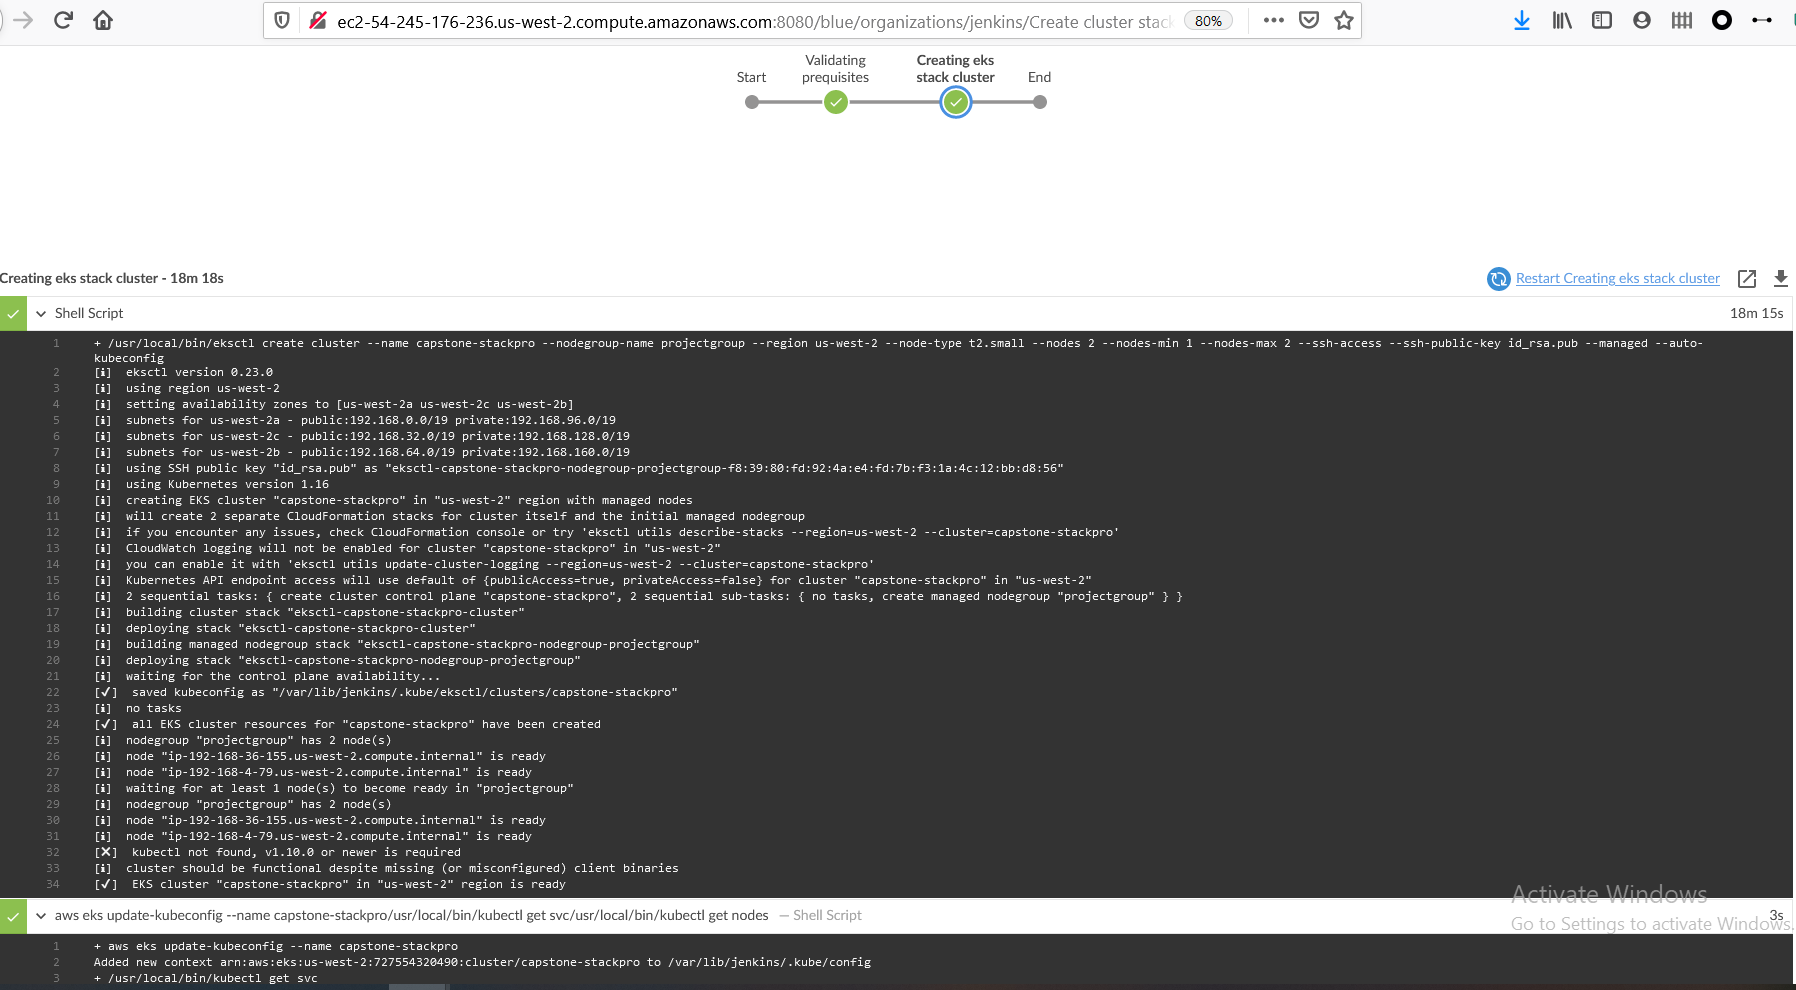 ec2-54-245-176-236.us-west-2.compute.amazonaws.com:8080/blue/organizations/jenkins/Create cluster stack
80%
Start
Validating prequisites
Creating eks stack cluster
End
Creating eks stack cluster - 18m 18s
Restart Creating eks stack cluster
Shell Script
18m 15s
1 + /usr/local/bin/eksctl create cluster --name capstone-stackpro --nodegroup-name projectgroup --region us-west-2 --node-type t2.small --nodes 2 --nodes-min 1 --nodes-max 2 --ssh-access --ssh-public-key id_rsa.pub --managed --auto-
kubeconfig
2 [ℹ] eksctl version 0.23.0
3 [ℹ] using region us-west-2
4 [ℹ] setting availability zones to [us-west-2a us-west-2c us-west-2b]
5 [ℹ] subnets for us-west-2a - public:192.168.0.0/19 private:192.168.96.0/19
6 [ℹ] subnets for us-west-2c - public:192.168.32.0/19 private:192.168.128.0/19
7 [ℹ] subnets for us-west-2b - public:192.168.64.0/19 private:192.168.160.0/19
8 [ℹ] using SSH public key "id_rsa.pub" as "eksctl-capstone-stackpro-nodegroup-projectgroup-f8:39:80:fd:92:4a:e4:fd:7b:f3:1a:4c:12:bb:d8:56"
9 [ℹ] using Kubernetes version 1.16
10 [ℹ] creating EKS cluster "capstone-stackpro" in "us-west-2" region with managed nodes
11 [ℹ] will create 2 separate CloudFormation stacks for cluster itself and the initial managed nodegroup
12 [ℹ] if you encounter any issues, check CloudFormation console or try 'eksctl utils describe-stacks --region=us-west-2 --cluster=capstone-stackpro'
13 [ℹ] CloudWatch logging will not be enabled for cluster "capstone-stackpro" in "us-west-2"
14 [ℹ] you can enable it with 'eksctl utils update-cluster-logging --region=us-west-2 --cluster=capstone-stackpro'
15 [ℹ] Kubernetes API endpoint access will use default of {publicAccess=true, privateAccess=false} for cluster "capstone-stackpro" in "us-west-2"
16 [ℹ] 2 sequential tasks: { create cluster control plane "capstone-stackpro", 2 sequential sub-tasks: { no tasks, create managed nodegroup "projectgroup" } }
17 [ℹ] building cluster stack "eksctl-capstone-stackpro-cluster"
18 [ℹ] deploying stack "eksctl-capstone-stackpro-cluster"
19 [ℹ] building managed nodegroup stack "eksctl-capstone-stackpro-nodegroup-projectgroup"
20 [ℹ] deploying stack "eksctl-capstone-stackpro-nodegroup-projectgroup"
21 [ℹ] waiting for the control plane availability...
22 [✔] saved kubeconfig as "/var/lib/jenkins/.kube/eksctl/clusters/capstone-stackpro"
23 [ℹ] no tasks
24 [✔] all EKS cluster resources for "capstone-stackpro" have been created
25 [ℹ] nodegroup "projectgroup" has 2 node(s)
26 [ℹ] node "ip-192-168-36-155.us-west-2.compute.internal" is ready
27 [ℹ] node "ip-192-168-4-79.us-west-2.compute.internal" is ready
28 [ℹ] waiting for at least 1 node(s) to become ready in "projectgroup"
29 [ℹ] nodegroup "projectgroup" has 2 node(s)
30 [ℹ] node "ip-192-168-36-155.us-west-2.compute.internal" is ready
31 [ℹ] node "ip-192-168-4-79.us-west-2.compute.internal" is ready
32 [✖] kubectl not found, v1.10.0 or newer is required
33 [ℹ] cluster should be functional despite missing (or misconfigured) client binaries
34 [✔] EKS cluster "capstone-stackpro" in "us-west-2" region is ready
Activate Windows
Go to Settings to activate Windows.
aws eks update-kubeconfig --name capstone-stackpro/usr/local/bin/kubectl get svc/usr/local/bin/kubectl get nodes — Shell Script
3s
1 + aws eks update-kubeconfig --name capstone-stackpro
2 Added new context arn:aws:eks:us-west-2:727554320490:cluster/capstone-stackpro to /var/lib/jenkins/.kube/config
3 + /usr/local/bin/kubectl get svc